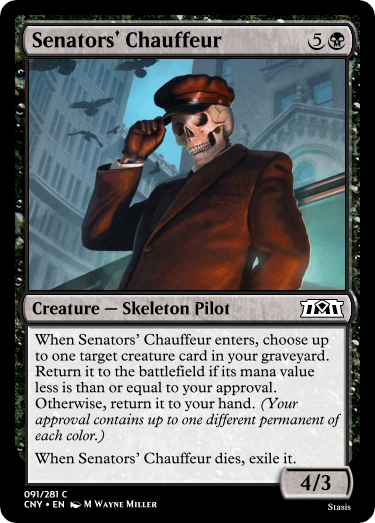 Senators’ Chauffeur 5
Creature — Skeleton Pilot
When Senators’ Chauffeur enters, choose up
to one target creature card in your graveyard.
Return it to the battlefield if its mana value
less is than or equal to your approval.
Otherwise, return it to your hand. (Your
approval contains up to one different permanent of
each color.)
When Senators’ Chauffeur dies, exile it.
4/3
091/281 C
CNY • EN M Wayne Miller
Stasis